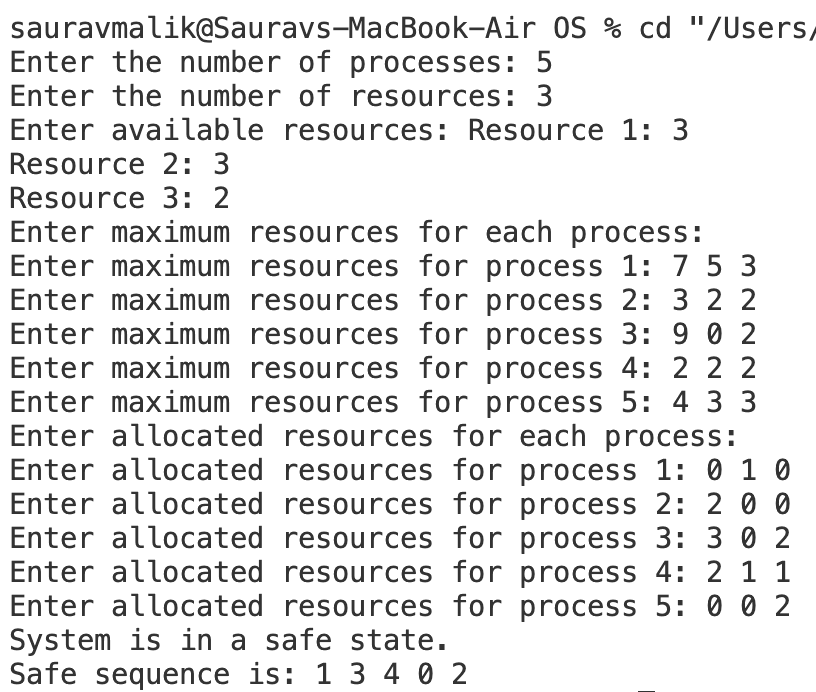 sauravmalik@Sauravs-MacBook-Air OS % cd "/Users/
Enter the number of processes: 5
Enter the number of resources: 3
Enter available resources: Resource 1: 3
Resource 2: 3
Resource 3: 2
Enter maximum resources for each process:
Enter maximum resources for process 1: 7 5 3
Enter maximum resources for process 2: 3 2 2
Enter maximum resources for process 3: 9 0 2
Enter maximum resources for process 4: 2 2 2
Enter maximum resources for process 5: 4 3 3
Enter allocated resources for each process:
Enter allocated resources for process 1: 0 1 0
Enter allocated resources for process 2: 2 0 0
Enter allocated resources for process 3: 3 0 2
Enter allocated resources for process 4: 2 1 1
Enter allocated resources for process 5: 0 0 2
System is in a safe state.
Safe sequence is: 1 3 4 0 2